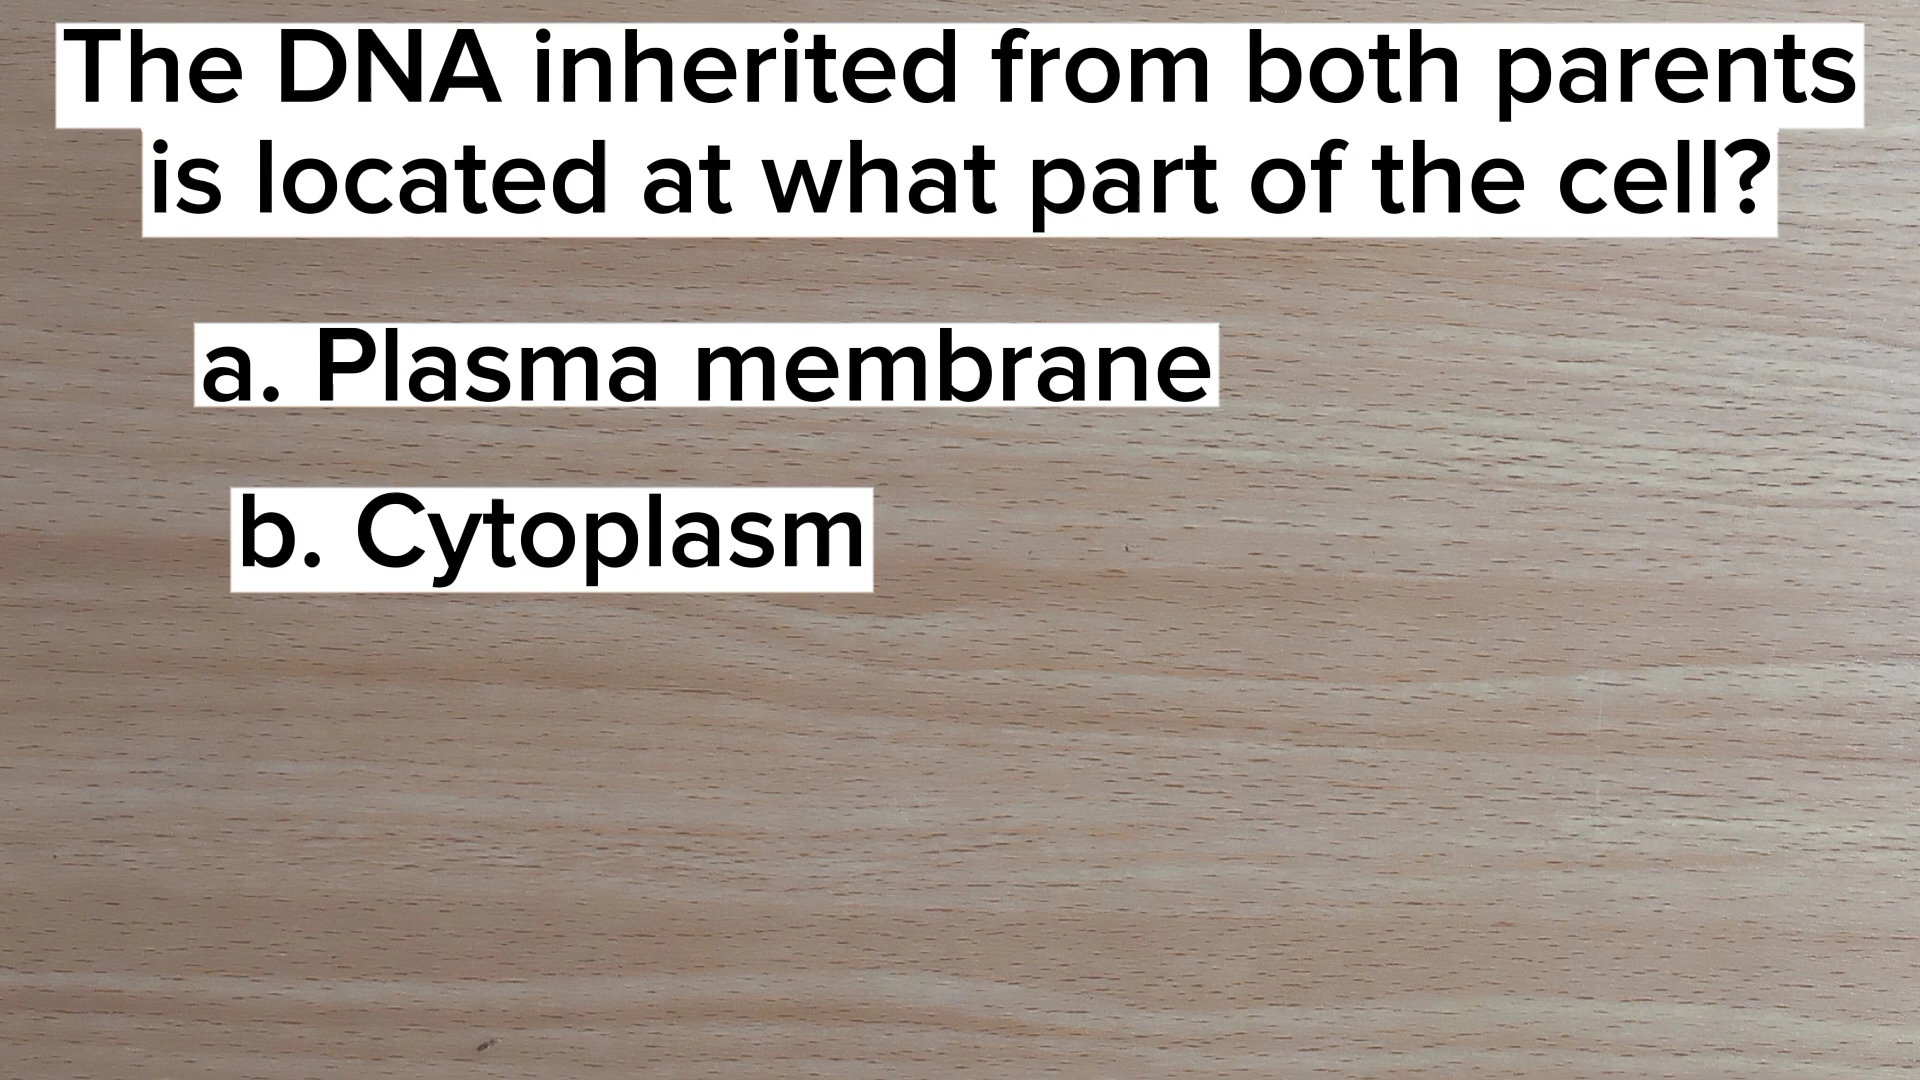 The DNA inherited from both parents
is located at what part of the cell?
a. Plasma membrane
b. Cytoplasm